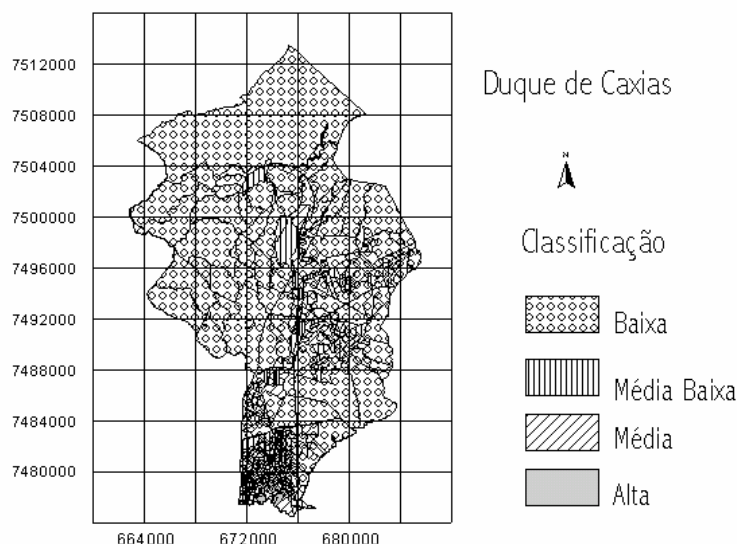 Duque de Caxias
N
Classificação
Baixa
Média Baixa
Média
Alta
7512000
7508000
7504000
7500000
7496000
7492000
7488000
7484000
7480000
664000
672000
680000